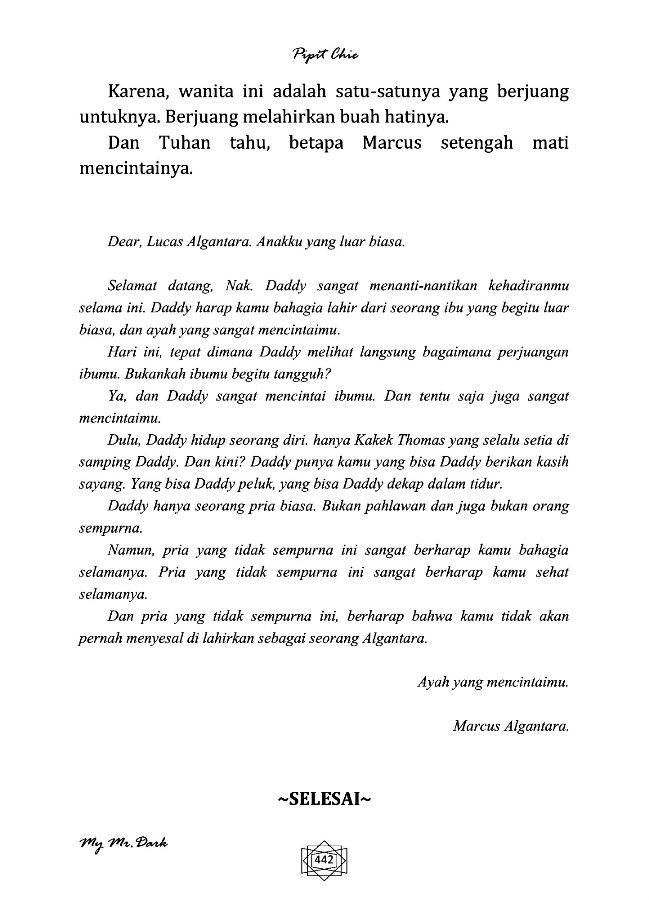 Pipit Chie
Karena, wanita ini adalah satu-satunya yang berjuang
untuknya. Berjuang melahirkan buah hatinya.
Dan Tuhan tahu, betapa Marcus setengah mati
mencintainya.
Dear, Lucas Algantara. Anakku yang luar biasa.
Selamat datang, Nak. Daddy sangat menanti-nantikan kehadiranmu
selama ini. Daddy harap kamu bahagia lahir dari seorang ibu yang begitu luar
biasa, dan ayah yang sangat mencintaimu.
Hari ini, tepat dimana Daddy melihat langsung bagaimana perjuangan
ibumu. Bukankah ibumu begitu tangguh?
Ya, dan Daddy sangat mencintai ibumu. Dan tentu saja juga sangat
mencintaimu.
Dulu, Daddy hidup seorang diri. hanya Kakek Thomas yang selalu setia di
samping Daddy. Dan kini? Daddy punya kamu yang bisa Daddy berikan kasih
sayang. Yang bisa Daddy peluk, yang bisa Daddy dekap dalam tidur.
Daddy hanya seorang pria biasa. Bukan pahlawan dan juga bukan orang
sempurna.
Namun, pria yang tidak sempurna ini sangat berharap kamu bahagia
selamanya. Pria yang tidak sempurna ini sangat berharap kamu sehat
selamanya.
Dan pria yang tidak sempurna ini, berharap bahwa kamu tidak akan
pernah menyesal di lahirkan sebagai seorang Algantara.
Ayah yang mencintaimu.
Marcus Algantara.
~SELESAI~
My Mr. Dark
442